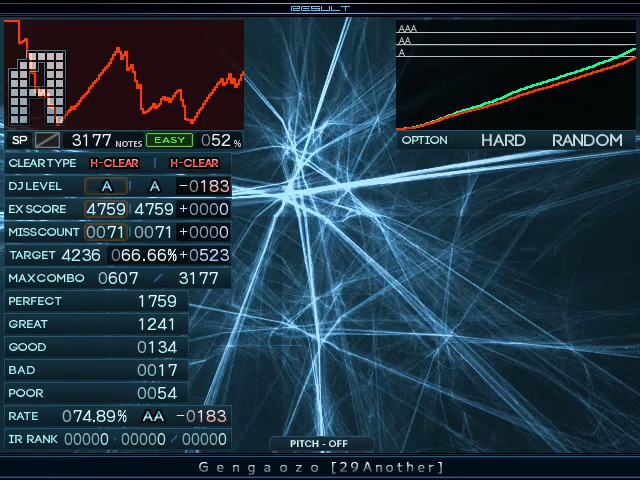 RESULT
AAA
AA
A
SP 3177 NOTES EASY 052 %
OPTION HARD RANDOM
CLEAR TYPE H-CLEAR | H-CLEAR
DJ LEVEL A | A -0183
EX SCORE 4759 | 4759 +0000
MISSCOUNT 0071 | 0071 +0000
TARGET 4236 066.66% +0523
MAXCOMBO 0607 / 3177
PERFECT 1759
GREAT 1241
GOOD 0134
BAD 0017
POOR 0054
RATE 074.89% AA -0183
IR RANK 00000 · 00000 / 00000
PITCH - OFF
Gengaozo [29Another]